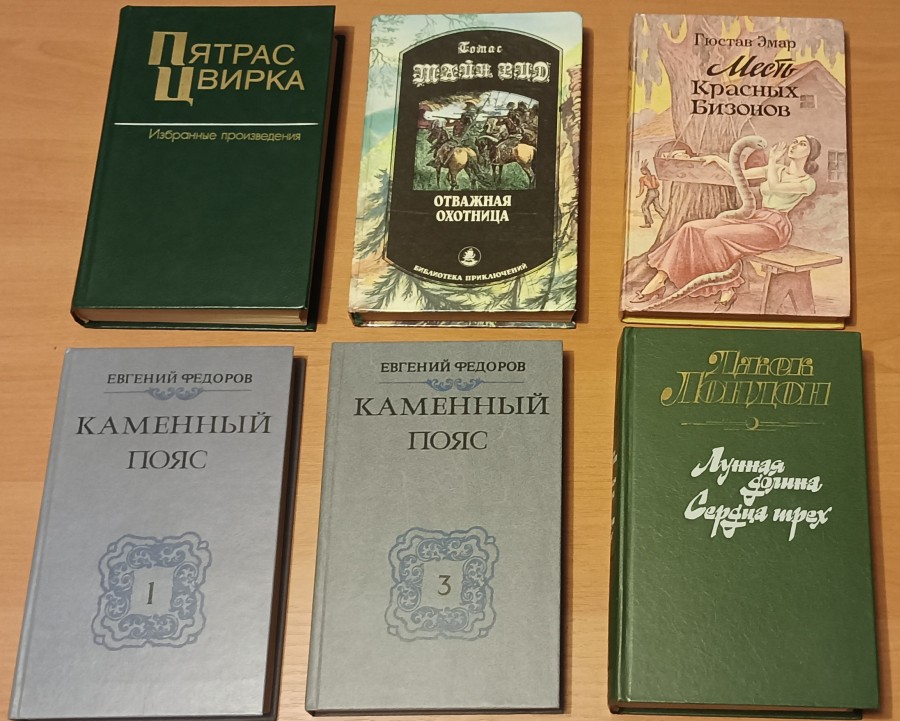 ПЯТРАС
ЦВИРКА
Избранные произведения
Томас
МАЙН РИД
ОТВАЖНАЯ
ОХОТНИЦА
БИБЛИОТЕКА ПРИКЛЮЧЕНИЙ
Гюстав Эмар
Месть
Красных
Бизонов
ЕВГЕНИЙ ФЕДОРОВ
КАМЕННЫЙ
ПОЯС
1
ЕВГЕНИЙ ФЕДОРОВ
КАМЕННЫЙ
ПОЯС
3
Джек
Лондон
Лунная
долина
Сердца трех